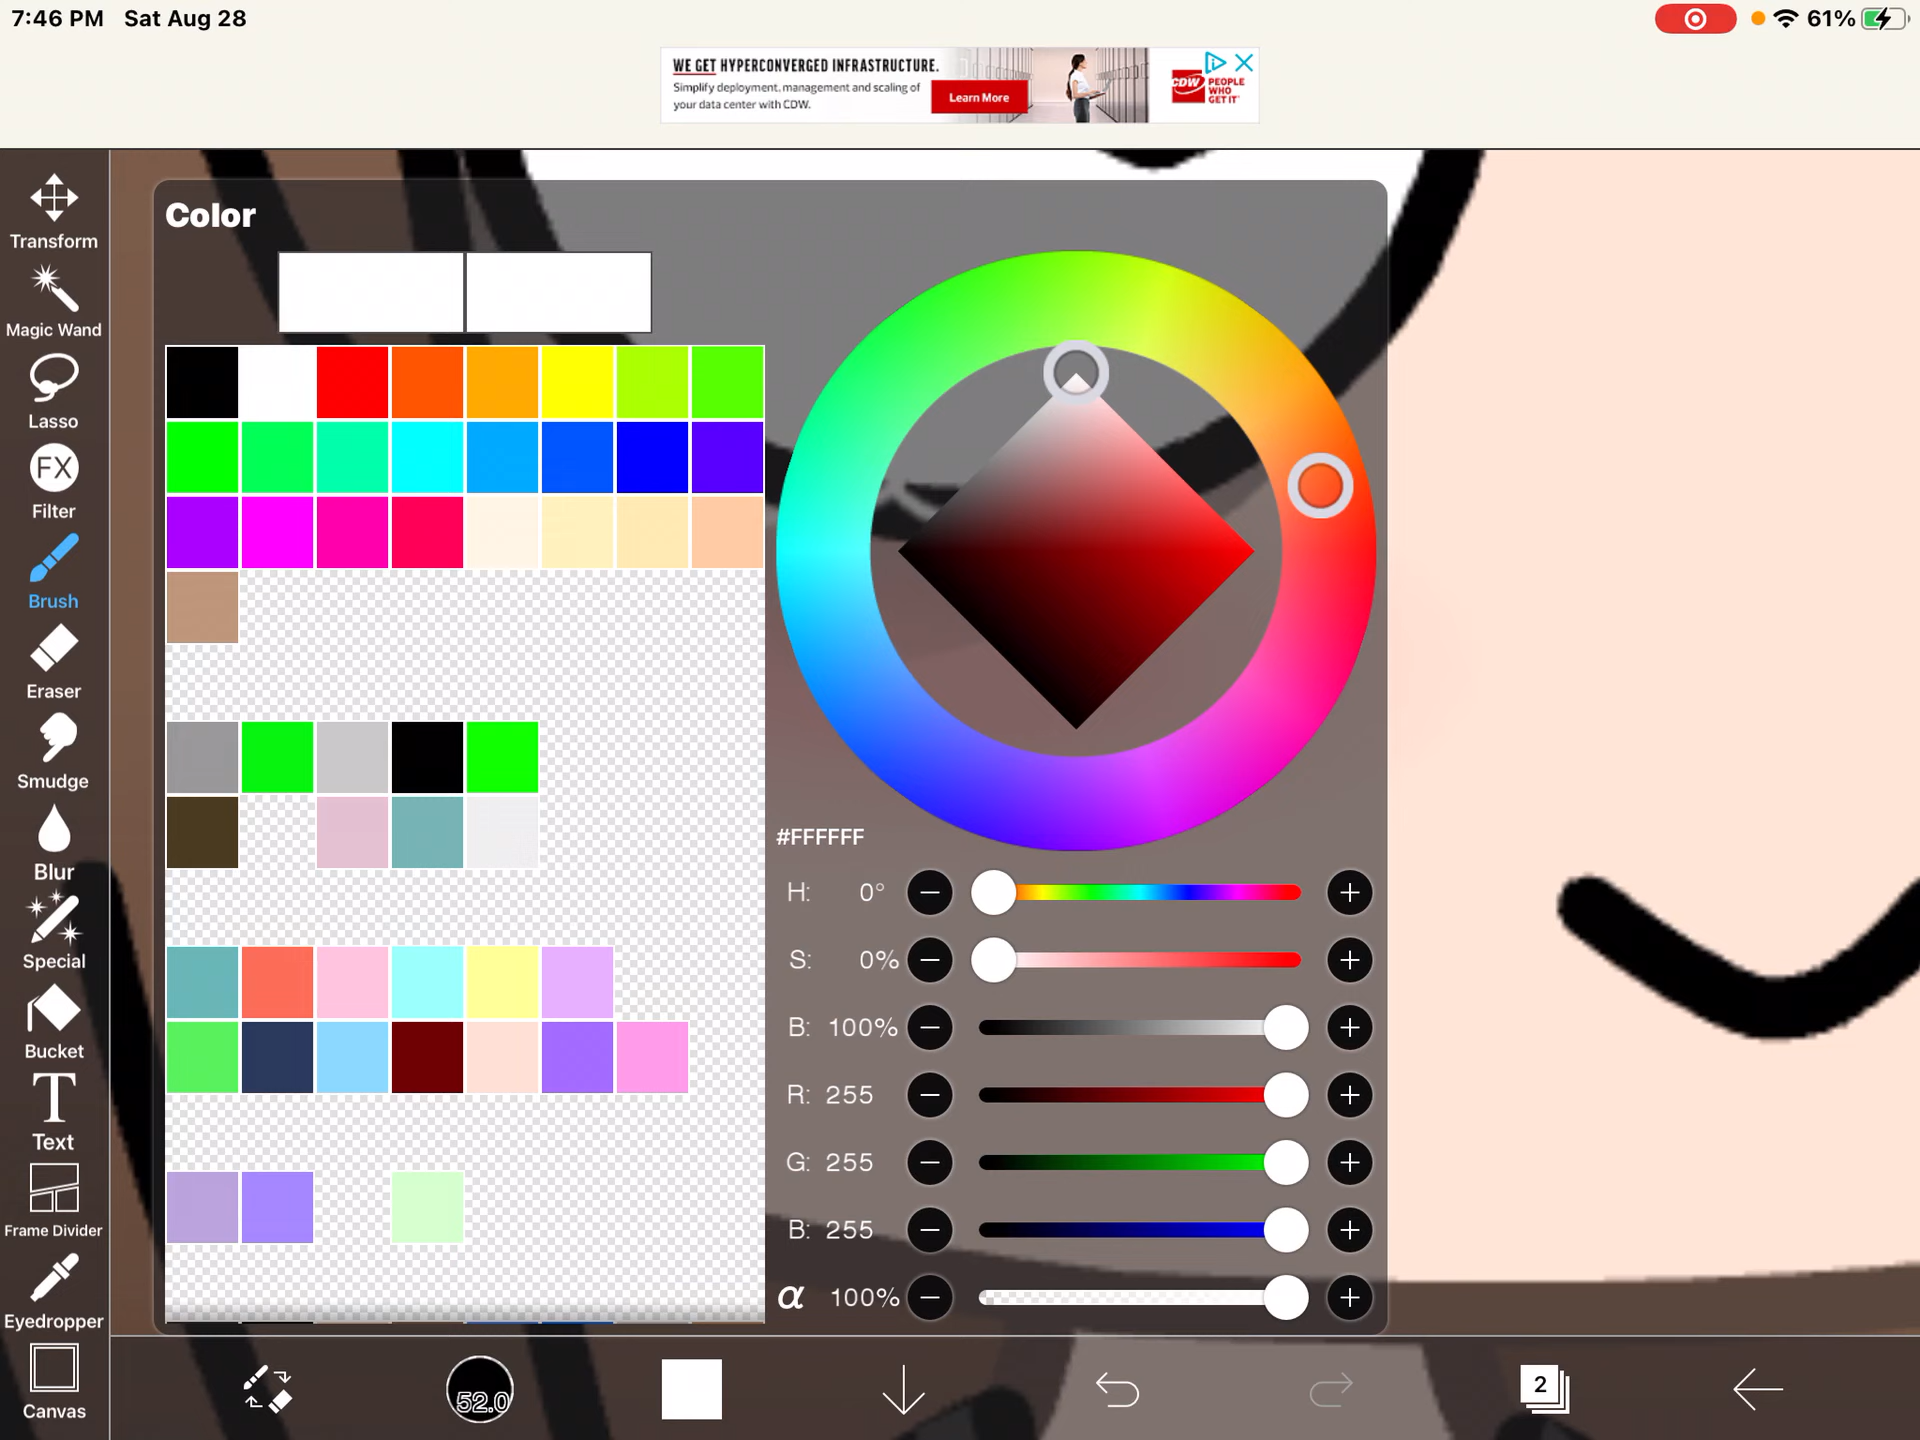 7:46 PM Sat Aug 28
61%
WE GET HYPERCONVERGED INFRASTRUCTURE.
Simplify deployment, management and scaling of
your data center with CDW.
Learn More
CDW
PEOPLE
WHO
GET IT
Transform
Magic Wand
Lasso
FX
Filter
Brush
Eraser
Smudge
Blur
Special
Bucket
T
Text
Frame Divider
Eyedropper
Canvas
Color
#FFFFFF
H: 0°
S: 0%
B: 100%
R: 255
G: 255
B: 255
α 100%
52.0
2